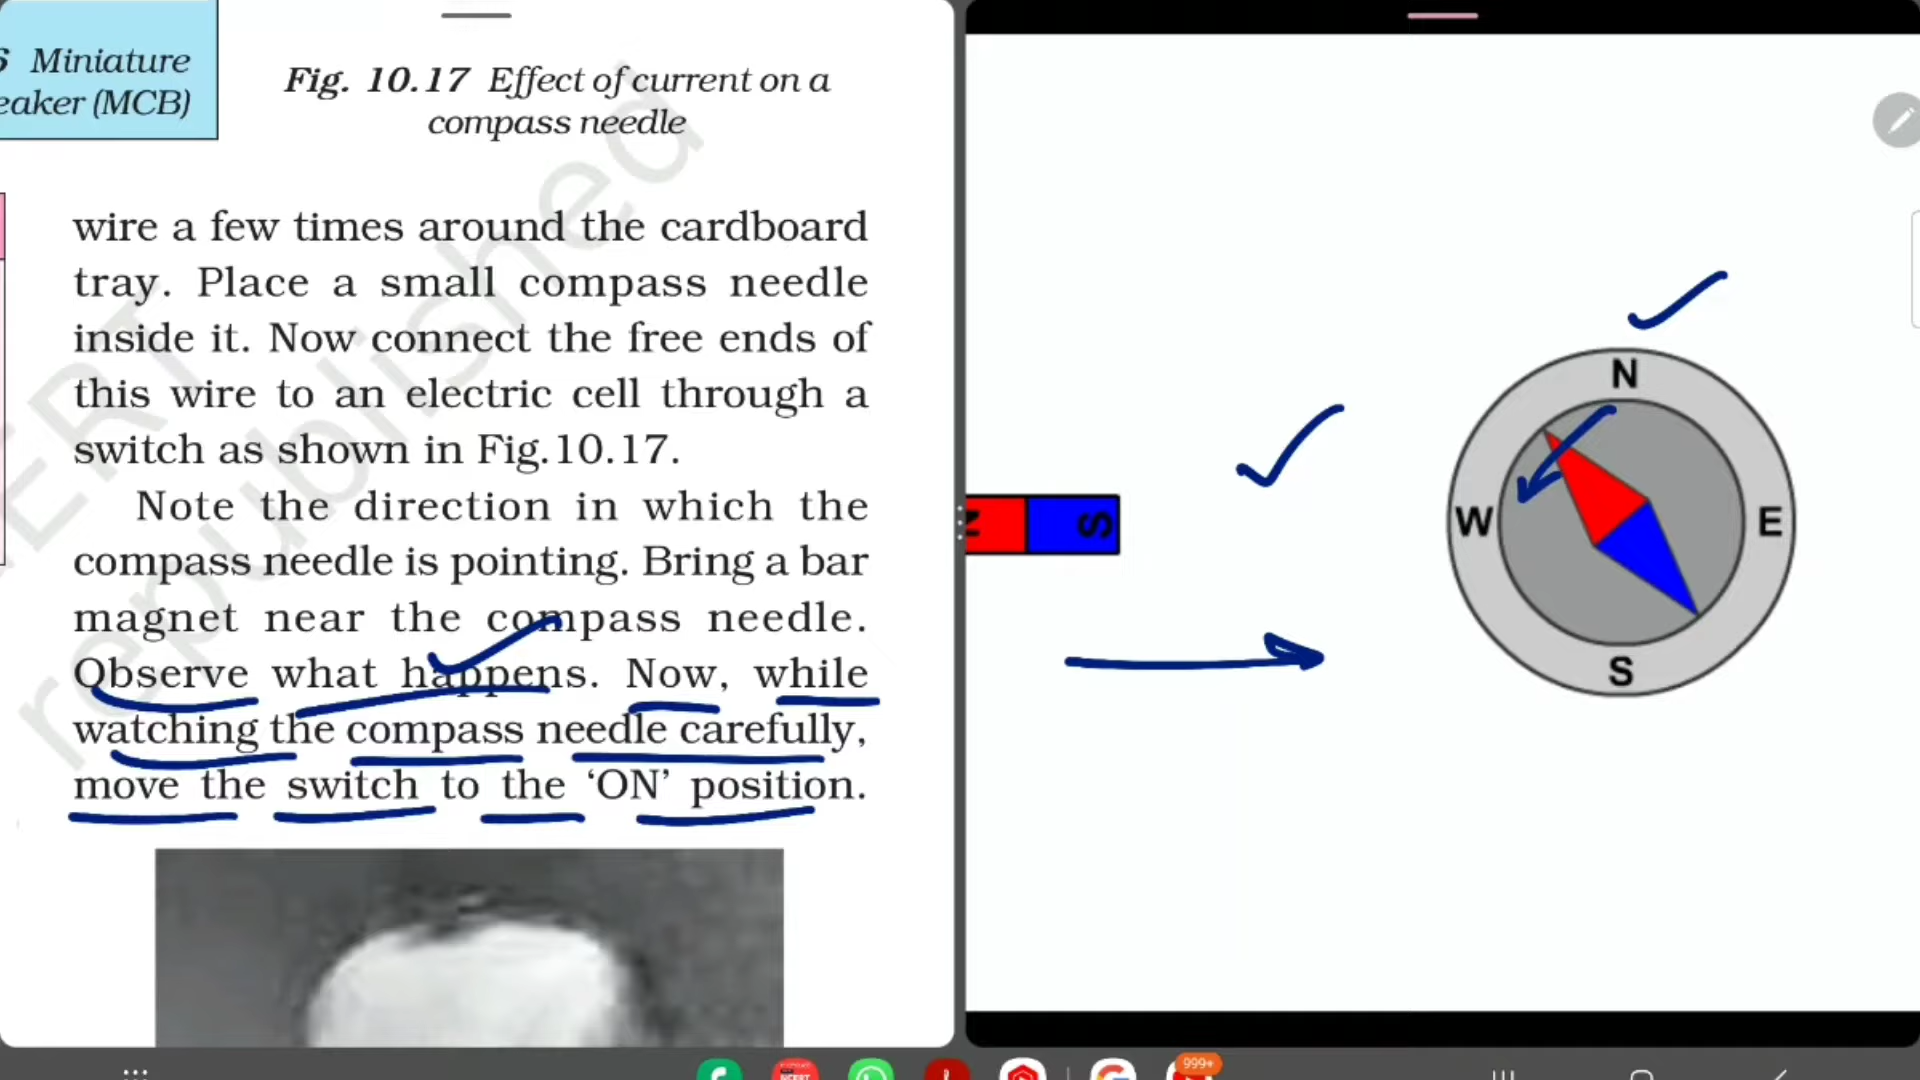 6 Miniature
eaker (MCB)
Fig. 10.17 Effect of current on a
compass needle
wire a few times around the cardboard
tray. Place a small compass needle
inside it. Now connect the free ends of
this wire to an electric cell through a
switch as shown in Fig.10.17.
Note the direction in which the
compass needle is pointing. Bring a bar
magnet near the compass needle.
Observe what happens. Now, while
watching the compass needle carefully,
move the switch to the ‘ON’ position.
republished
N
W
E
S
N
S
999+